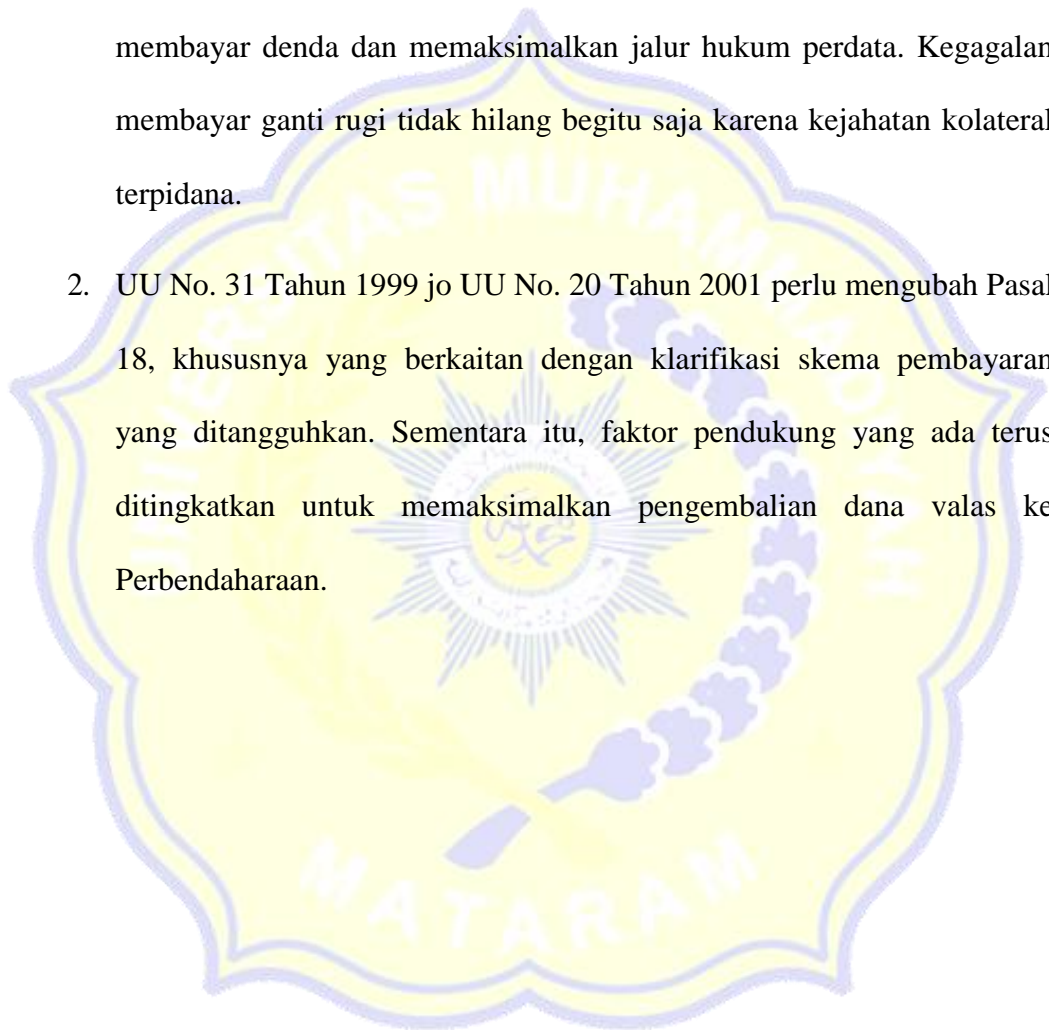 membayar denda dan memaksimalkan jalur hukum perdata. Kegagalan
membayar ganti rugi tidak hilang begitu saja karena kejahatan kolateral
terpidana.
2. UU No. 31 Tahun 1999 jo UU No. 20 Tahun 2001 perlu mengubah Pasal
18, khususnya yang berkaitan dengan klarifikasi skema pembayaran
yang ditangguhkan. Sementara itu, faktor pendukung yang ada terus
ditingkatkan untuk memaksimalkan pengembalian dana valas ke
Perbendaharaan.
UNIVERSITAS MUHAMMADIYAH
MATARAM